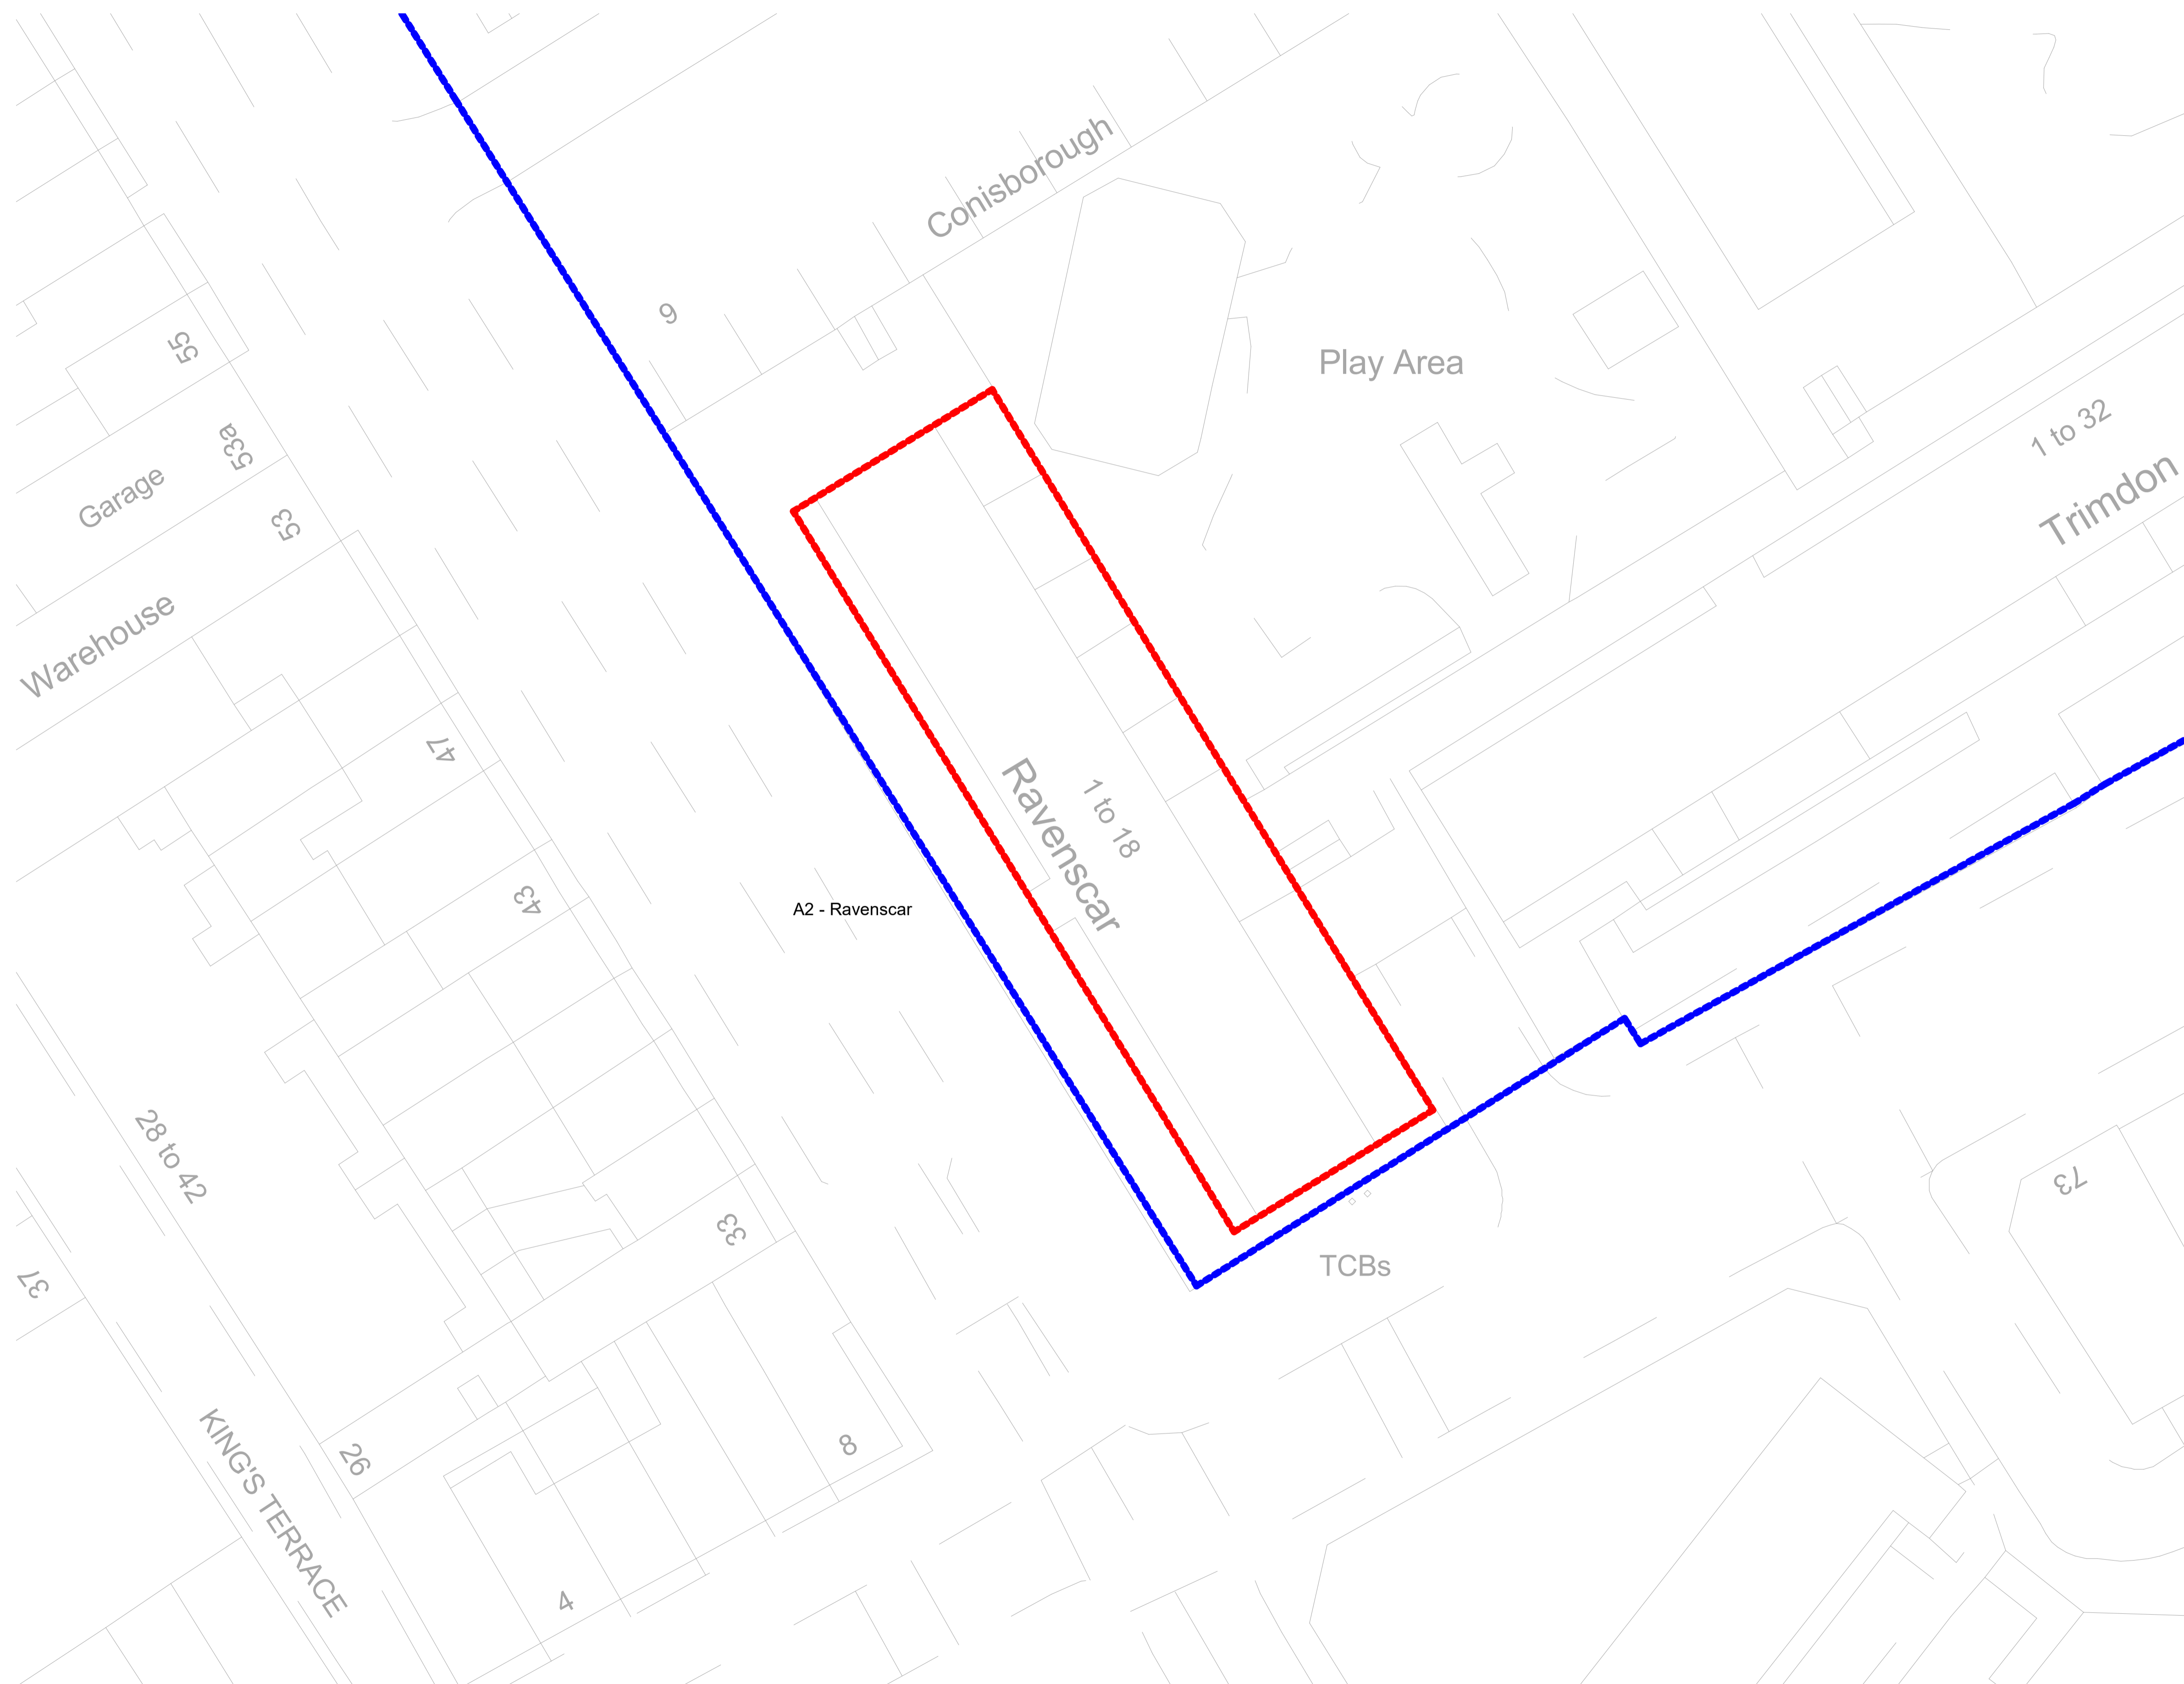 Conisborough
9
Play Area
55
53a
53
Garage
Warehouse
1 to 32
Trimdon
47
Ravenscar
1 to 18
43
A2 - Ravenscar
28 to 42
33
73
TCBs
37
KING'S TERRACE
26
8
4